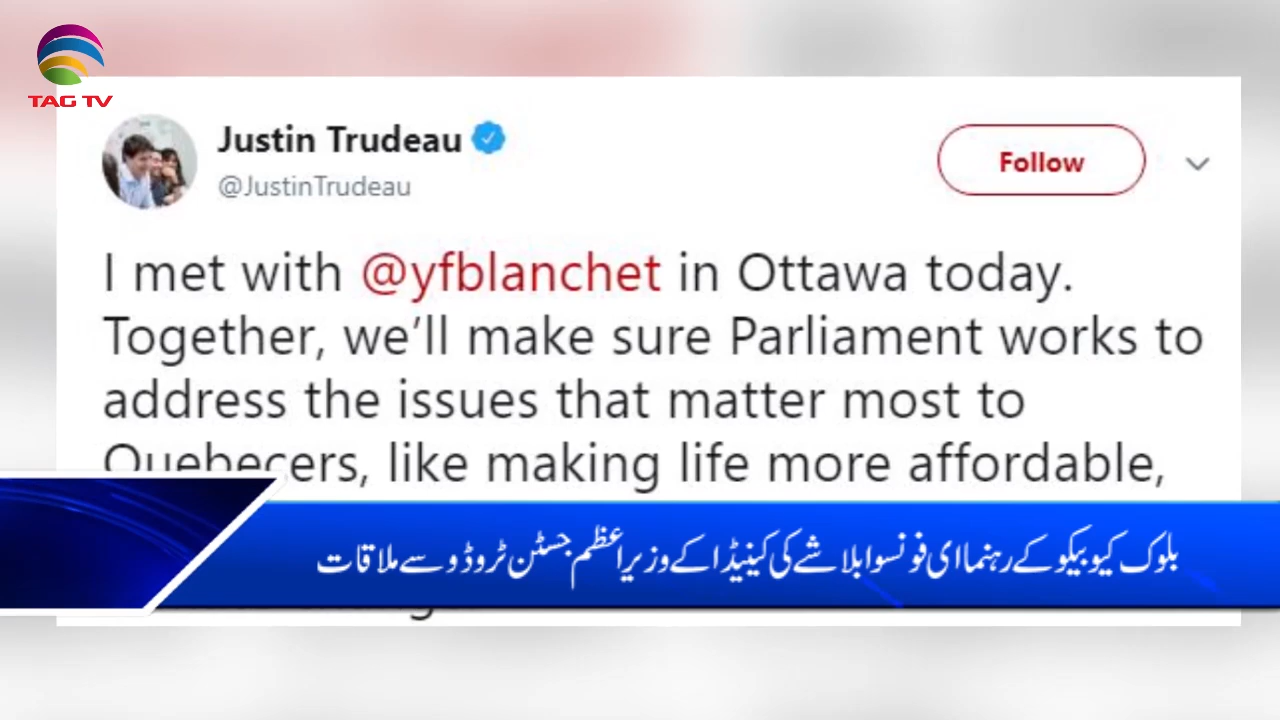 TAG TV
Justin Trudeau
@JustinTrudeau
Follow
I met with @yfblanchet in Ottawa today.
Together, we'll make sure Parliament works to
address the issues that matter most to
Quebecers, like making life more affordable,
بلوک کیوبیکو کے رہنما ای فونسوا بلاشے کی کینیڈا کے وزیراعظم جسٹن ٹروڈو سے ملاقات